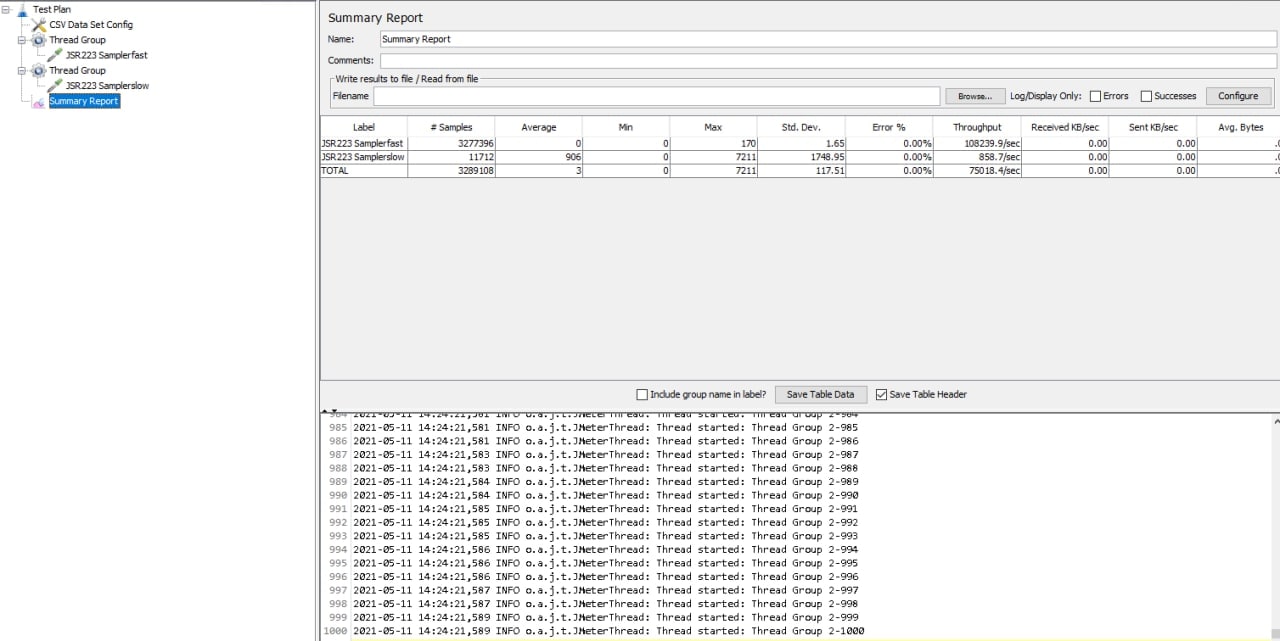 Test Plan
CSV Data Set Config
Thread Group
JSR223 Samplerfast
Thread Group
JSR223 Samplerslow
Summary Report
Summary Report
Name: Summary Report
Comments:
Write results to file / Read from file
Filename Browse... Log/Display Only: Errors Successes Configure
Label # Samples Average Min Max Std. Dev. Error % Throughput Received KB/sec Sent KB/sec Avg. Bytes
JSR223 Samplerfast 3277396 0 0 170 1.65 0.00% 108239.9/sec 0.00 0.00 .0
JSR223 Samplerslow 11712 906 0 7211 1748.95 0.00% 858.7/sec 0.00 0.00 .0
TOTAL 3289108 3 0 7211 117.51 0.00% 75018.4/sec 0.00 0.00 .0
Include group name in label? Save Table Data Save Table Header
984 2021-05-11 14:24:21,581 INFO o.a.j.t.JMeterThread: Thread started: Thread Group 2-984
985 2021-05-11 14:24:21,581 INFO o.a.j.t.JMeterThread: Thread started: Thread Group 2-985
986 2021-05-11 14:24:21,581 INFO o.a.j.t.JMeterThread: Thread started: Thread Group 2-986
987 2021-05-11 14:24:21,583 INFO o.a.j.t.JMeterThread: Thread started: Thread Group 2-987
988 2021-05-11 14:24:21,583 INFO o.a.j.t.JMeterThread: Thread started: Thread Group 2-988
989 2021-05-11 14:24:21,584 INFO o.a.j.t.JMeterThread: Thread started: Thread Group 2-989
990 2021-05-11 14:24:21,584 INFO o.a.j.t.JMeterThread: Thread started: Thread Group 2-990
991 2021-05-11 14:24:21,585 INFO o.a.j.t.JMeterThread: Thread started: Thread Group 2-991
992 2021-05-11 14:24:21,585 INFO o.a.j.t.JMeterThread: Thread started: Thread Group 2-992
993 2021-05-11 14:24:21,585 INFO o.a.j.t.JMeterThread: Thread started: Thread Group 2-993
994 2021-05-11 14:24:21,586 INFO o.a.j.t.JMeterThread: Thread started: Thread Group 2-994
995 2021-05-11 14:24:21,586 INFO o.a.j.t.JMeterThread: Thread started: Thread Group 2-995
996 2021-05-11 14:24:21,586 INFO o.a.j.t.JMeterThread: Thread started: Thread Group 2-996
997 2021-05-11 14:24:21,587 INFO o.a.j.t.JMeterThread: Thread started: Thread Group 2-997
998 2021-05-11 14:24:21,587 INFO o.a.j.t.JMeterThread: Thread started: Thread Group 2-998
999 2021-05-11 14:24:21,589 INFO o.a.j.t.JMeterThread: Thread started: Thread Group 2-999
1000 2021-05-11 14:24:21,589 INFO o.a.j.t.JMeterThread: Thread started: Thread Group 2-1000